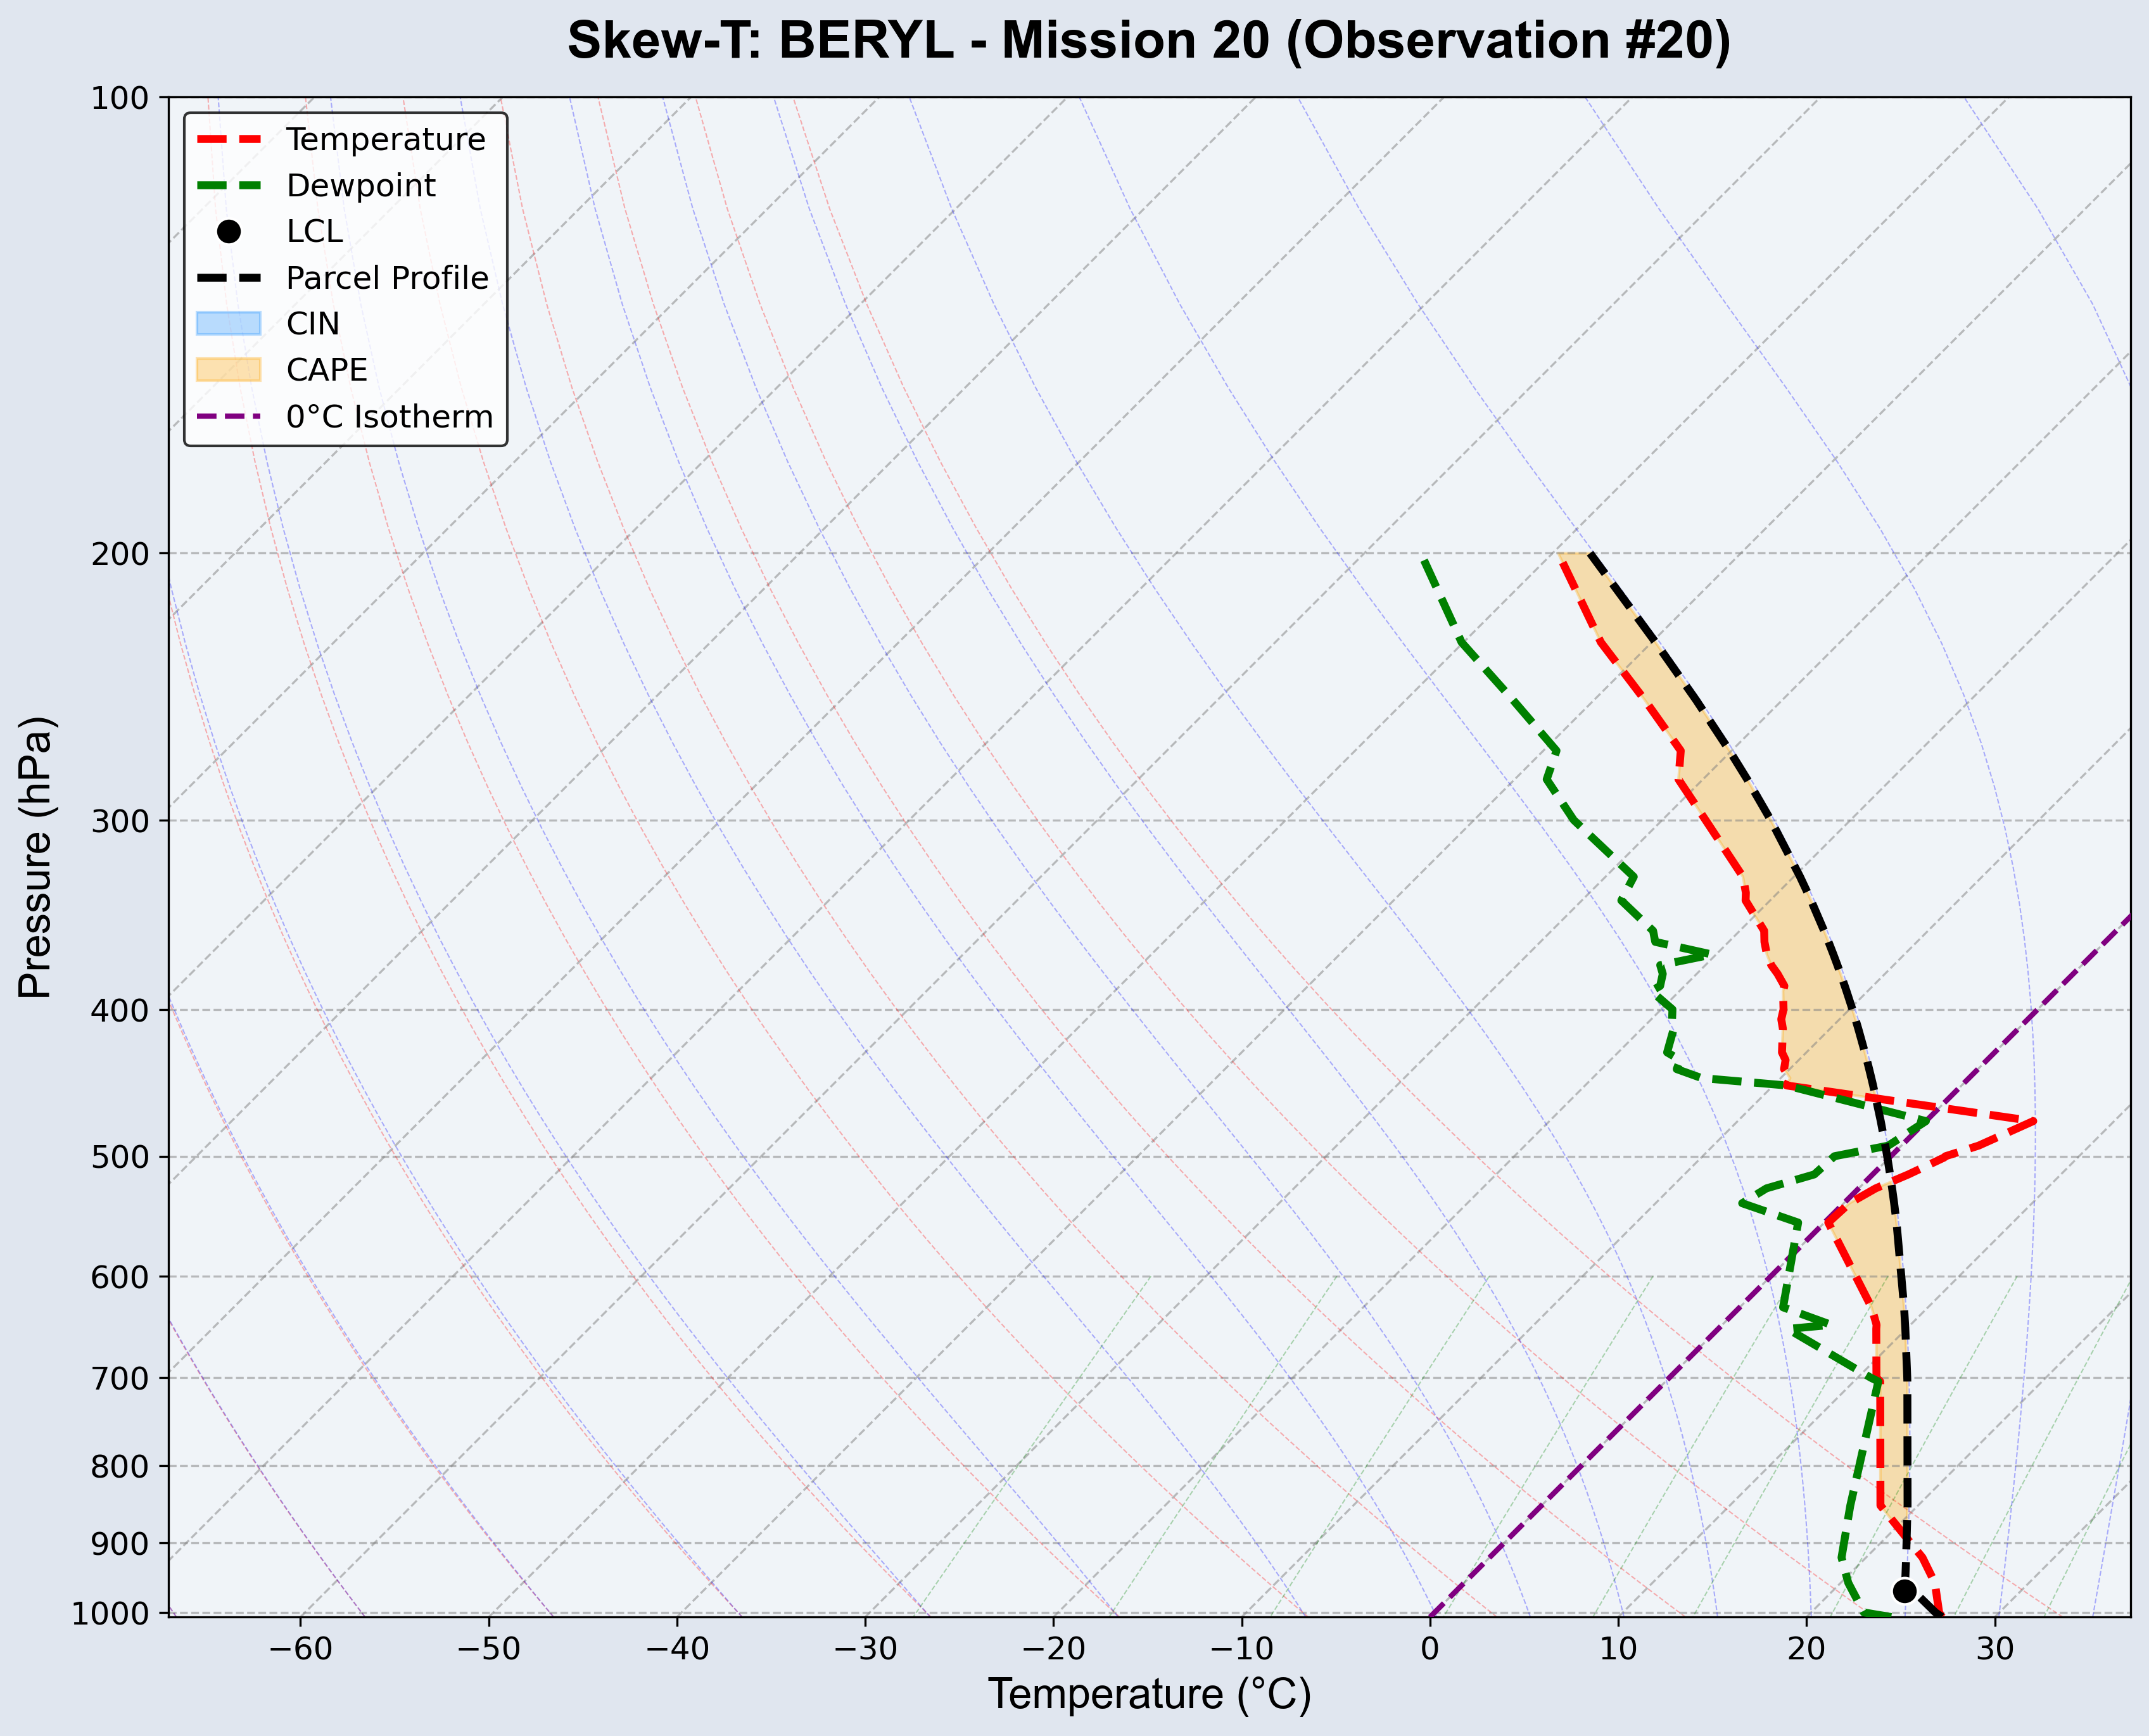 Skew-T: BERYL - Mission 20 (Observation #20)
Temperature
Dewpoint
LCL
Parcel Profile
CIN
CAPE
0°C Isotherm
100
200
300
400
500
600
700
800
900
1000
Pressure (hPa)
−60 −50 −40 −30 −20 −10 0 10 20 30
Temperature (°C)